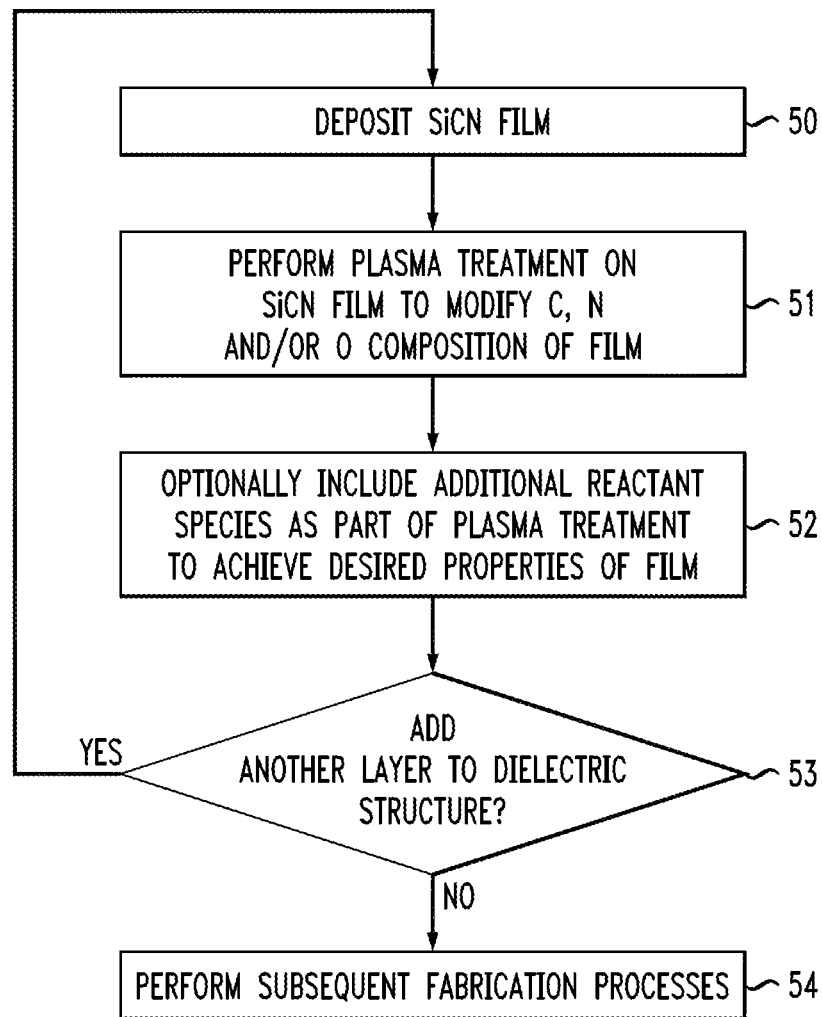 DEPOSIT SiCN FILM
50
PERFORM PLASMA TREATMENT ON
SiCN FILM TO MODIFY C, N
AND/OR O COMPOSITION OF FILM
51
OPTIONALLY INCLUDE ADDITIONAL REACTANT
SPECIES AS PART OF PLASMA TREATMENT
TO ACHIEVE DESIRED PROPERTIES OF FILM
52
YES
ADD
ANOTHER LAYER TO DIELECTRIC
STRUCTURE?
53
NO
PERFORM SUBSEQUENT FABRICATION PROCESSES
54